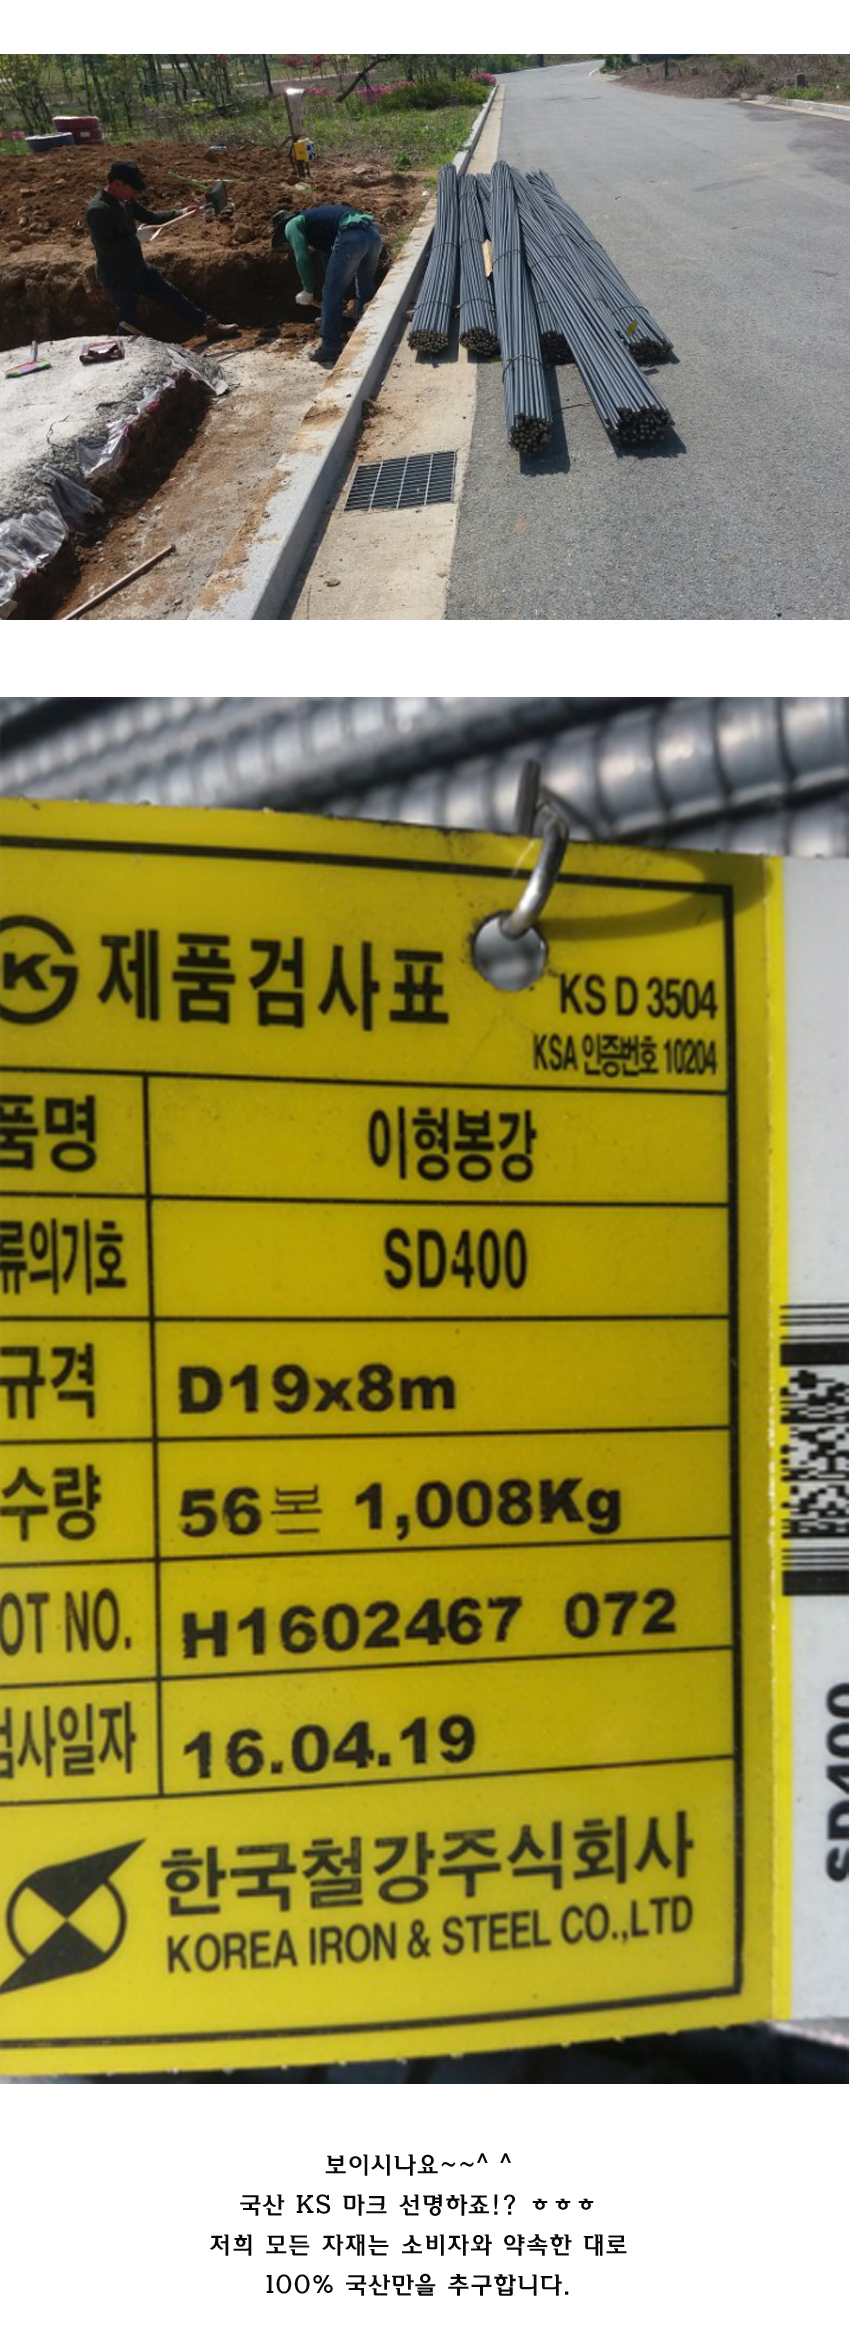 K 제품검사표
KS D 3504
KSA 인증번호 10204
품명 이형봉강
류의기호 SD400
규격 D19x8m
수량 56본 1,008Kg
OT NO. H1602467 072
검사일자 16.04.19
한국철강주식회사
KOREA IRON & STEEL CO.,LTD
SD400
보이시나요~~^ ^
국산 KS 마크 선명하죠!? ㅎㅎㅎ
저희 모든 자재는 소비자와 약속한 대로
100% 국산만을 추구합니다.